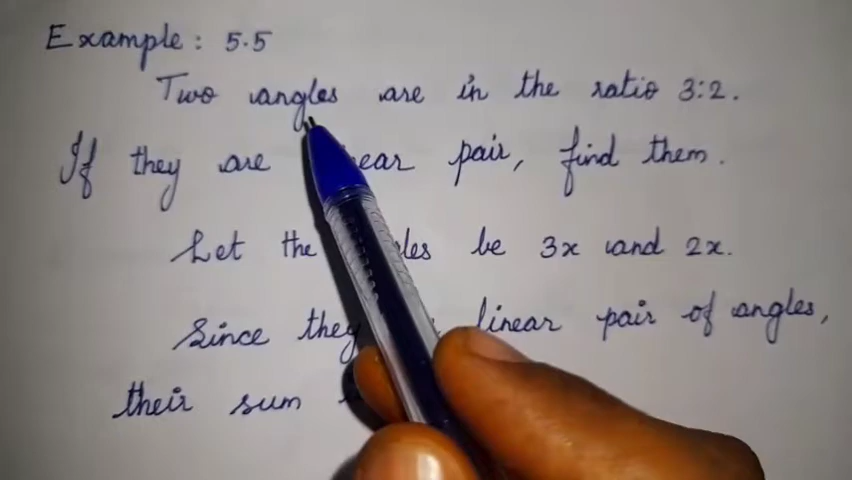 Example: 5.5
Two angles are in the ratio 3:2.
If they are pair, find them.
Let the be 3x and 2x.
Since they linear pair of angles,
their sum